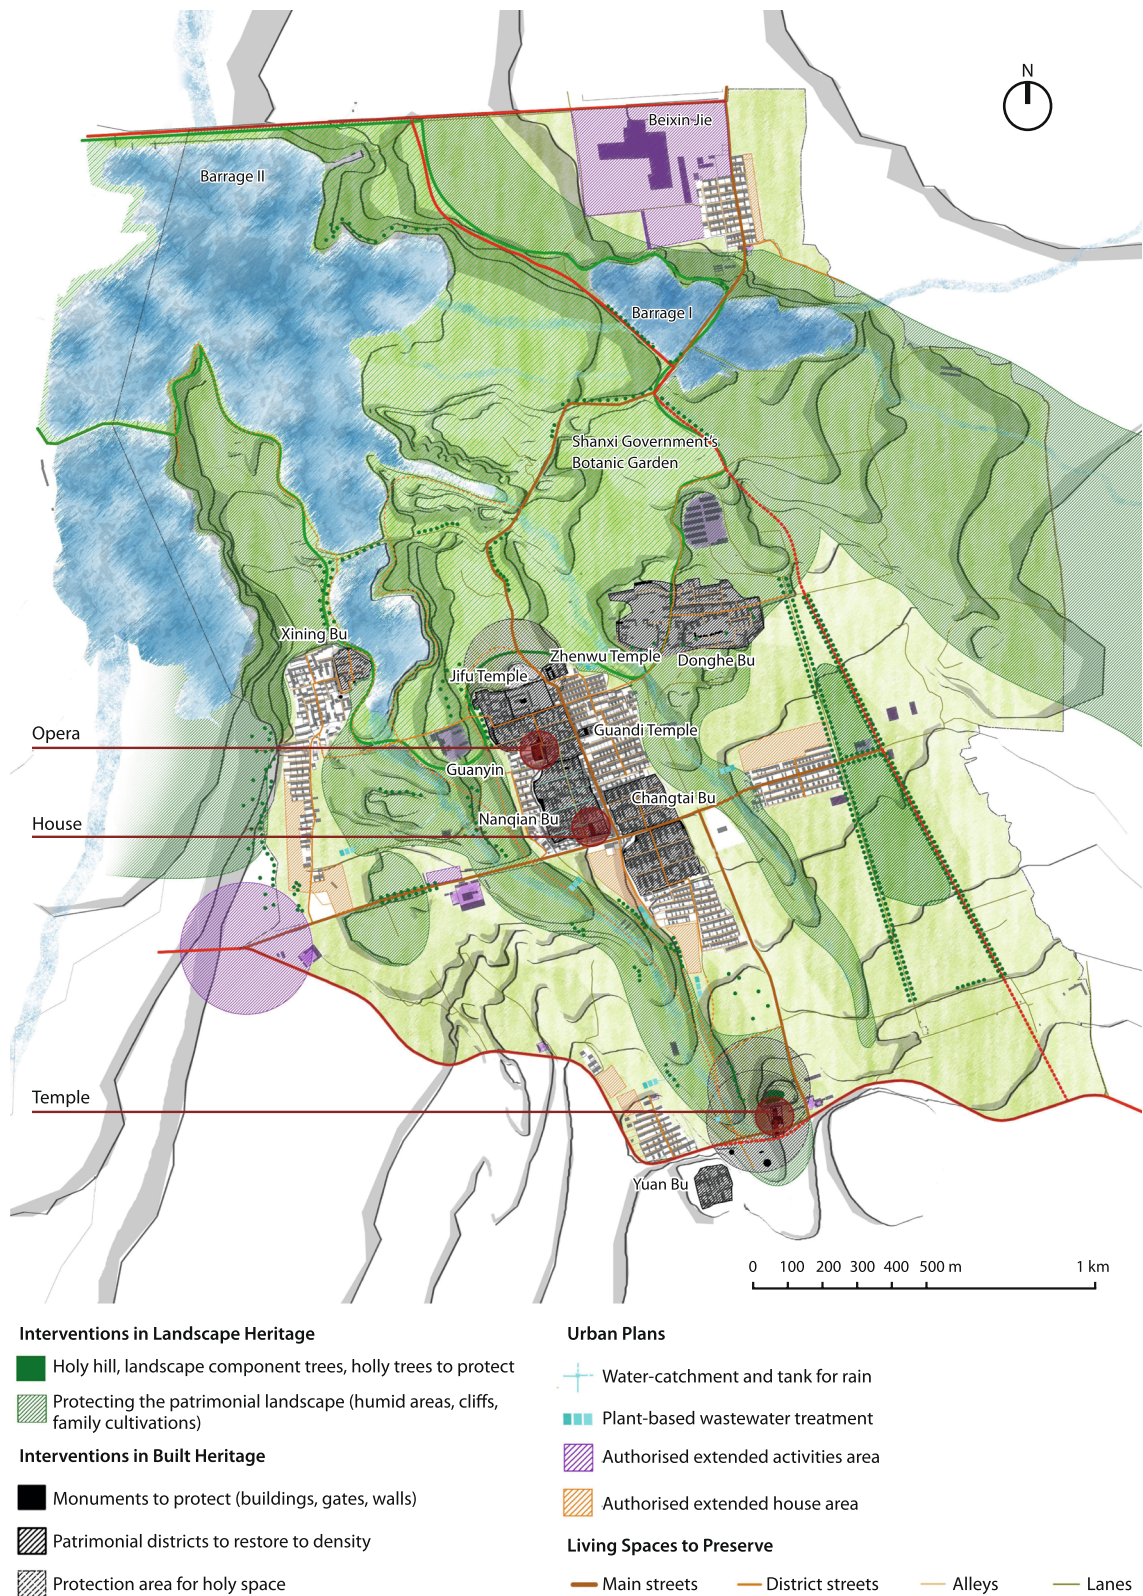 N
Beixin Jie
Barrage II
Barrage I
Shanxi Government's
Botanic Garden
Xining Bu
Zhenwu Temple
Donghe Bu
Jifu Temple
Opera
Guandi Temple
Guanyin
Changtai Bu
House
Nanqian Bu
Temple
Yuan Bu
0 100 200 300 400 500 m 1 km
Interventions in Landscape Heritage
Holy hill, landscape component trees, holly trees to protect
Protecting the patrimonial landscape (humid areas, cliffs,
family cultivations)
Interventions in Built Heritage
Monuments to protect (buildings, gates, walls)
Patrimonial districts to restore to density
Protection area for holy space
Urban Plans
Water-catchment and tank for rain
Plant-based wastewater treatment
Authorised extended activities area
Authorised extended house area
Living Spaces to Preserve
Main streets District streets Alleys Lanes